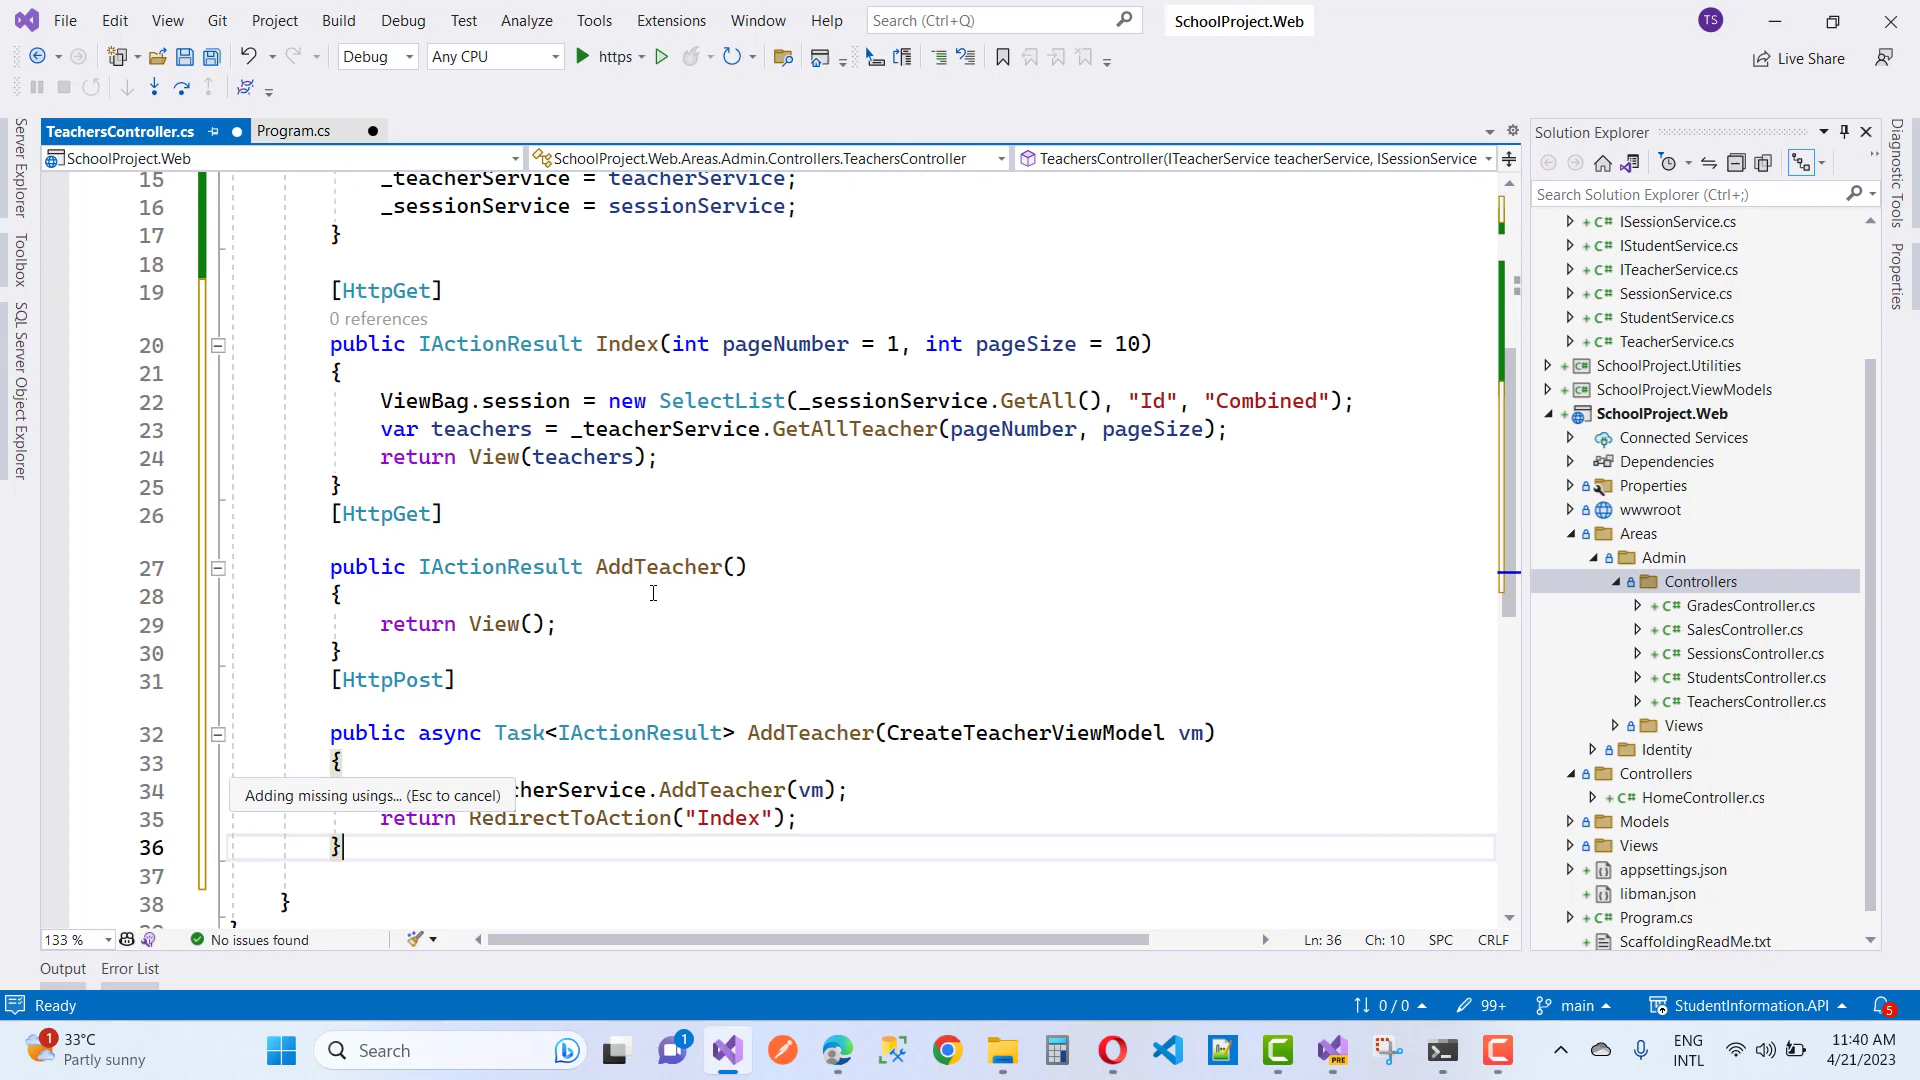 File Edit View Git Project Build Debug Test Analyze Tools Extensions Window Help Search (Ctrl+Q) SchoolProject.Web TS
Debug Any CPU https Live Share
TeachersController.cs Program.cs
SchoolProject.Web SchoolProject.Web.Areas.Admin.Controllers.TeachersController TeachersController(ITeacherService teacherService, ISessionService
Server Explorer
Toolbox
SQL Server Object Explorer
15 _teacherService = teacherService;
16 _sessionService = sessionService;
17 }
18
19 [HttpGet]
0 references
20 public IActionResult Index(int pageNumber = 1, int pageSize = 10)
21 {
22 ViewBag.session = new SelectList(_sessionService.GetAll(), "Id", "Combined");
23 var teachers = _teacherService.GetAllTeacher(pageNumber, pageSize);
24 return View(teachers);
25 }
26 [HttpGet]
27 public IActionResult AddTeacher()
28 {
29 return View();
30 }
31 [HttpPost]
32 public async Task<IActionResult> AddTeacher(CreateTeacherViewModel vm)
33 {
34 cherService.AddTeacher(vm);
Adding missing usings... (Esc to cancel)
35 return RedirectToAction("Index");
36 }
37
38 }
133 % No issues found Ln: 36 Ch: 10 SPC CRLF
Output Error List
Solution Explorer
Search Solution Explorer (Ctrl+;)
C# ISessionService.cs
C# IStudentService.cs
C# ITeacherService.cs
C# SessionService.cs
C# StudentService.cs
C# TeacherService.cs
SchoolProject.Utilities
SchoolProject.ViewModels
SchoolProject.Web
Connected Services
Dependencies
Properties
wwwroot
Areas
Admin
Controllers
C# GradesController.cs
C# SalesController.cs
C# SessionsController.cs
C# StudentsController.cs
C# TeachersController.cs
Views
Identity
Controllers
C# HomeController.cs
Models
Views
appsettings.json
libman.json
C# Program.cs
ScaffoldingReadMe.txt
Diagnostic Tools
Properties
Ready 0 / 0 99+ main StudentInformation.API 5
1 33°C
Partly sunny
Search 1 PRE ENG
INTL
11:40 AM
4/21/2023